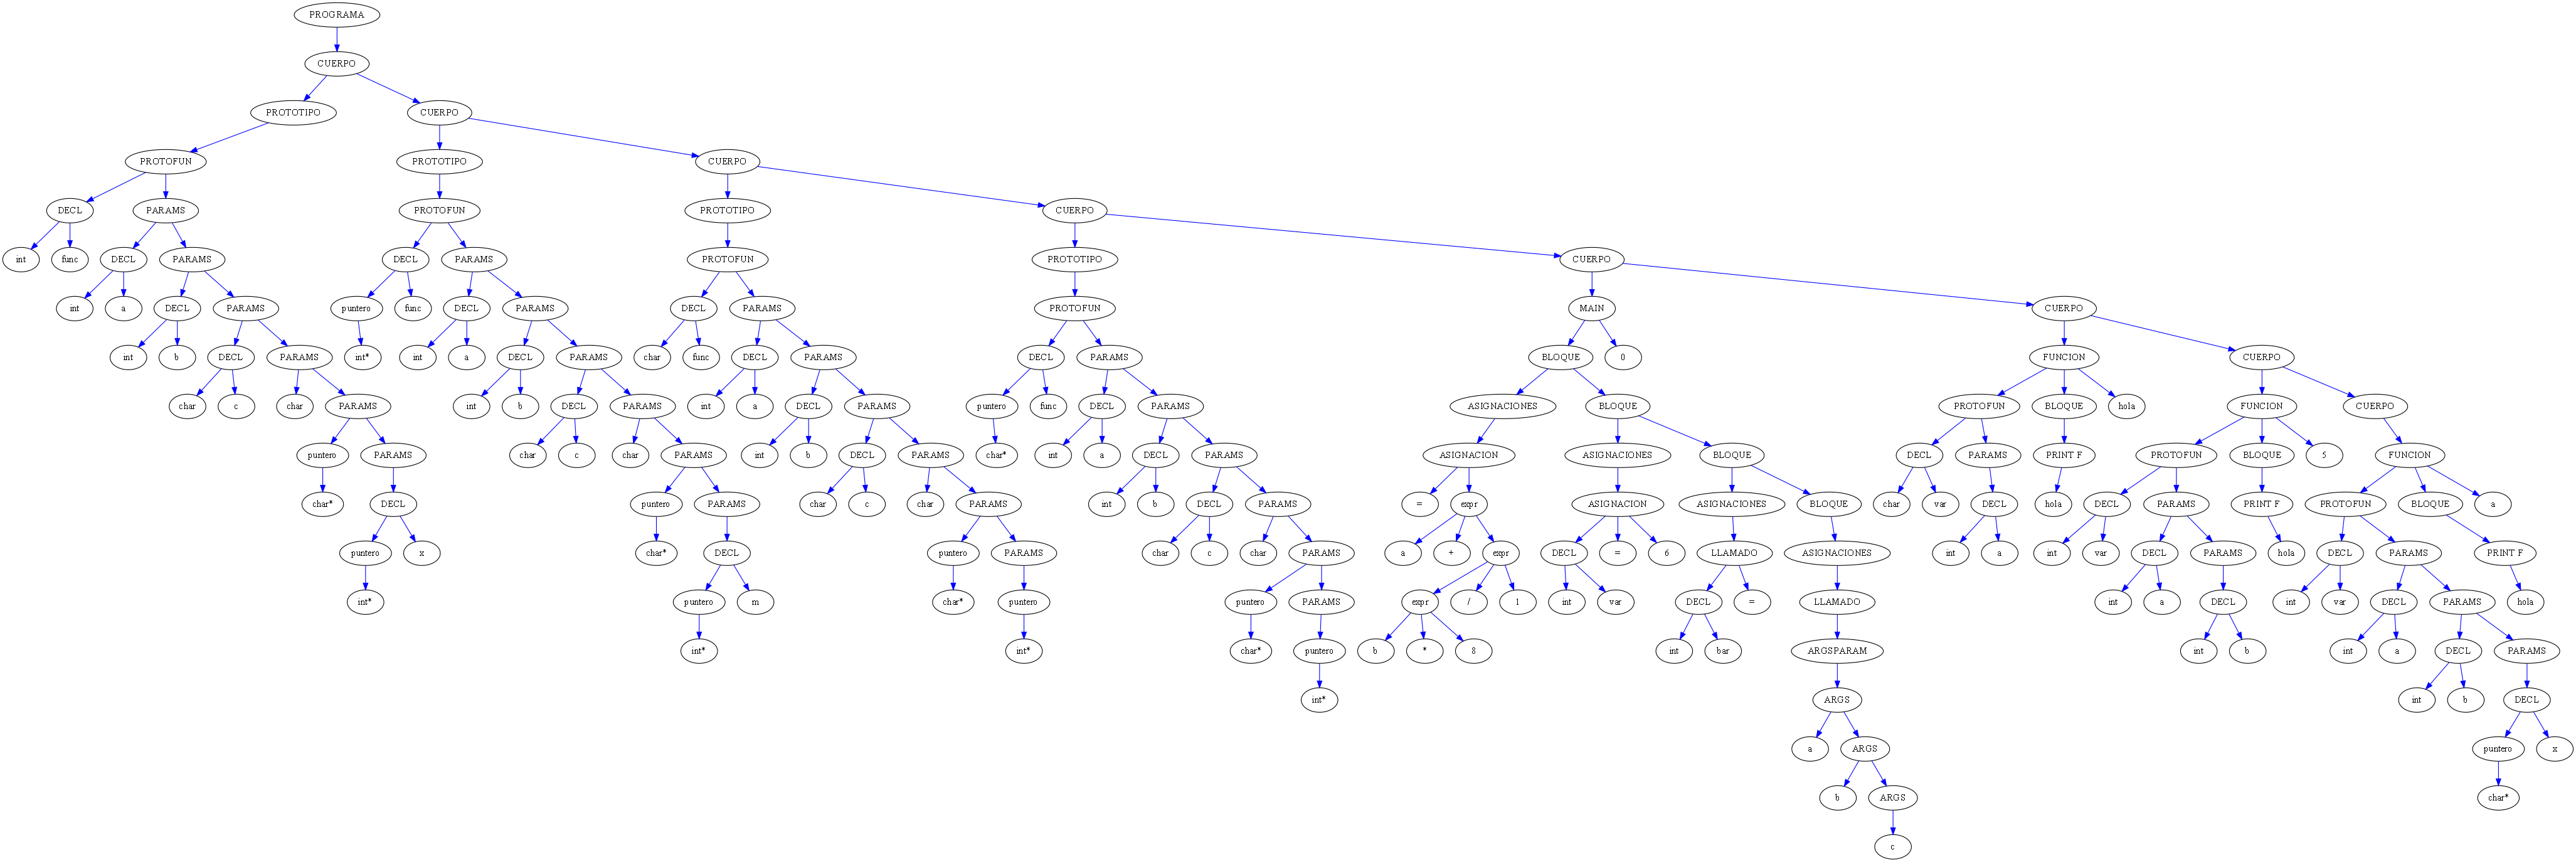 PROGRAMA
CUERPO
PROTOTIPO CUERPO
PROTOFUN PROTOTIPO CUERPO
DECL PARAMS PROTOFUN PROTOTIPO CUERPO
int func DECL PARAMS DECL PARAMS PROTOFUN PROTOTIPO CUERPO
int a DECL PARAMS puntero func DECL PARAMS DECL PARAMS PROTOFUN MAIN CUERPO
int b DECL PARAMS int* int a DECL PARAMS char func DECL PARAMS DECL PARAMS BLOQUE 0 FUNCION CUERPO
char c char PARAMS int b DECL PARAMS int a DECL PARAMS puntero func DECL PARAMS ASIGNACIONES BLOQUE PROTOFUN BLOQUE hola FUNCION CUERPO
puntero PARAMS char c char PARAMS int b DECL PARAMS char* int a DECL PARAMS ASIGNACION ASIGNACIONES BLOQUE DECL PARAMS PRINT F PROTOFUN BLOQUE 5 FUNCION
char* DECL puntero PARAMS char c char PARAMS int b DECL PARAMS = expr ASIGNACION ASIGNACIONES BLOQUE char var DECL hola DECL PARAMS PRINT F PROTOFUN BLOQUE a
puntero x char* DECL puntero PARAMS char c char PARAMS a + expr DECL = 6 LLAMADO ASIGNACIONES int a int var DECL PARAMS hola DECL PARAMS PRINT F
int* puntero m char* puntero puntero PARAMS expr / 1 int var DECL = LLAMADO int a DECL int var DECL PARAMS hola
int* int* char* puntero b * 8 int bar ARGSPARAM int b int a DECL PARAMS
int* ARGS int b DECL
a ARGS puntero x
b ARGS char*
c